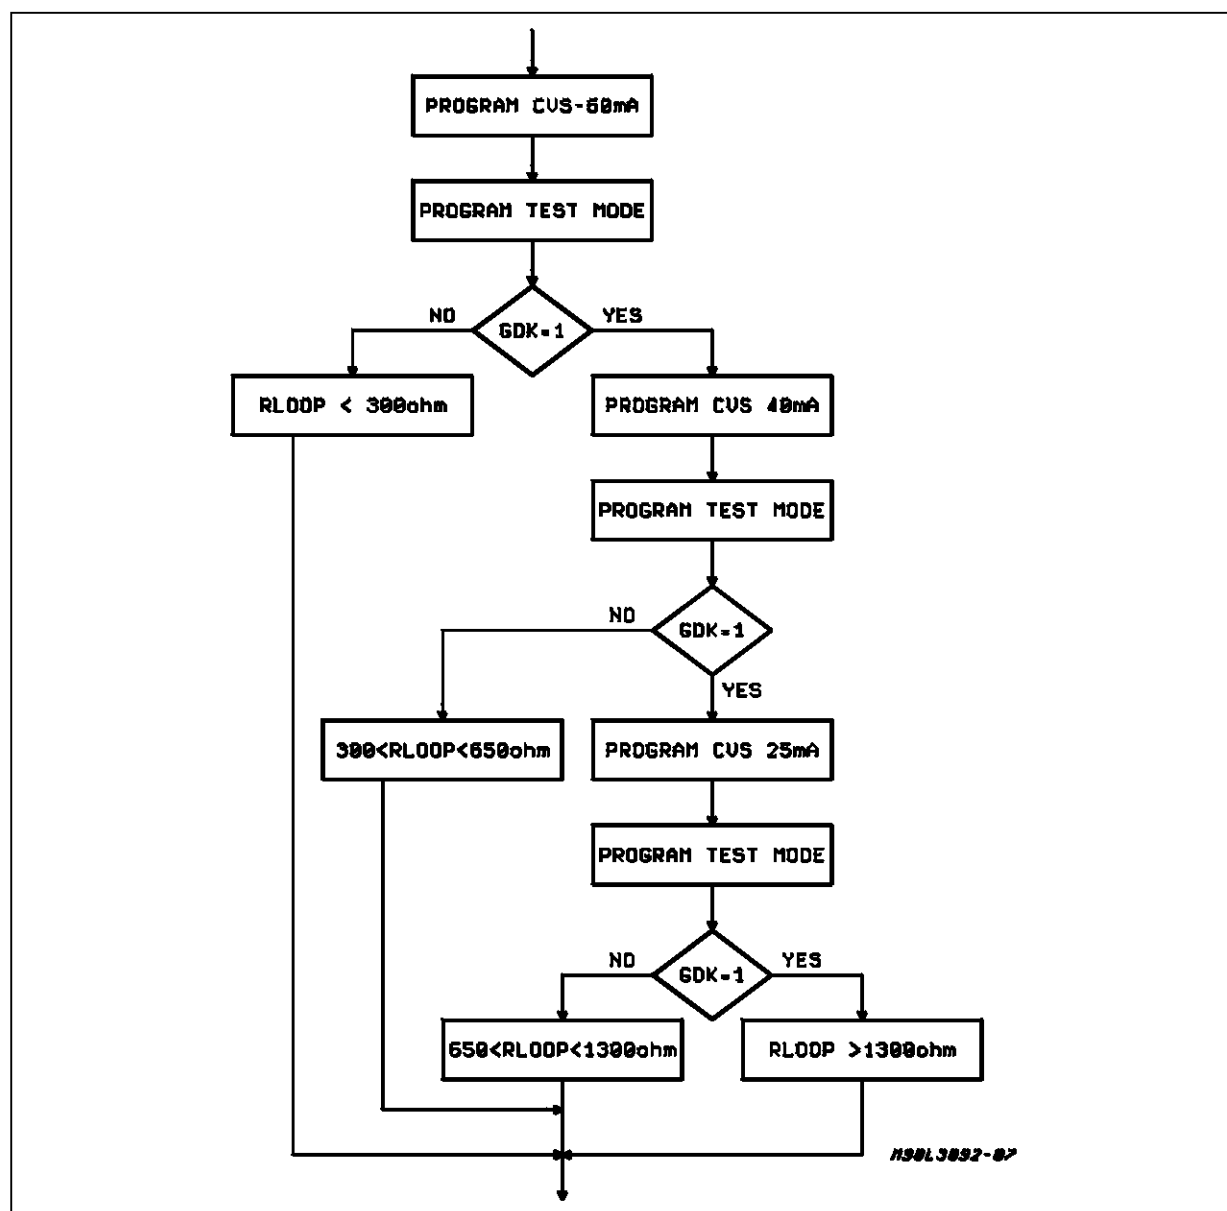 PROGRAM CVS-60mA
PROGRAM TEST MODE
NO
GDK=1
YES
RLOOP < 300ohm
PROGRAM CVS 40mA
PROGRAM TEST MODE
NO
GDK=1
YES
300<RLOOP<650ohm
PROGRAM CVS 25mA
PROGRAM TEST MODE
NO
GDK=1
YES
650<RLOOP<1300ohm
RLOOP >1300ohm
M90L3092-07